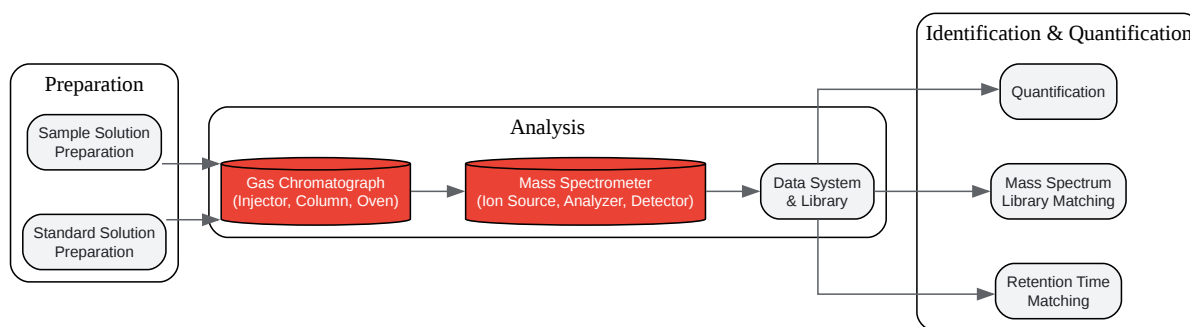 Preparation
Sample Solution
Preparation
Standard Solution
Preparation
Analysis
Gas Chromatograph
(Injector, Column, Oven)
Mass Spectrometer
(Ion Source, Analyzer, Detector)
Data System
& Library
Identification & Quantification
Quantification
Mass Spectrum
Library Matching
Retention Time
Matching